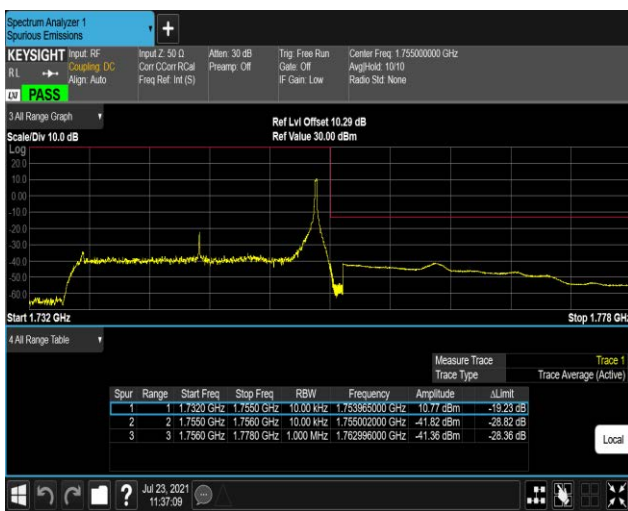 Spectrum Analyzer 1
Spurious Emissions
KEYSIGHT
RL
LXI PASS
Input: RF
Coupling: DC
Align: Auto
Input Z: 50 Ω
Corr CCorr RCal
Freq Ref: Int (S)
Atten: 30 dB
Preamp: Off
Trig: Free Run
Gate: Off
IF Gain: Low
Center Freq: 1.755000000 GHz
Avg|Hold: 10/10
Radio Std: None
3 All Range Graph
Scale/Div 10.0 dB
Ref Lvl Offset 10.29 dB
Ref Value 30.00 dBm
Log
20.0
10.0
0.00
-10.0
-20.0
-30.0
-40.0
-50.0
-60.0
Start 1.732 GHz
Stop 1.778 GHz
4 All Range Table
Measure Trace Trace 1
Trace Type Trace Average (Active)
Spur Range Start Freq Stop Freq RBW Frequency Amplitude ΔLimit
1 1 1.7320 GHz 1.7550 GHz 10.00 kHz 1.753965000 GHz 10.77 dBm -19.23 dB
2 2 1.7550 GHz 1.7560 GHz 10.00 kHz 1.755002000 GHz -41.82 dBm -28.82 dB
3 3 1.7560 GHz 1.7780 GHz 1.000 MHz 1.762996000 GHz -41.36 dBm -28.36 dB
Local
?
Jul 23, 2021
11:37:09